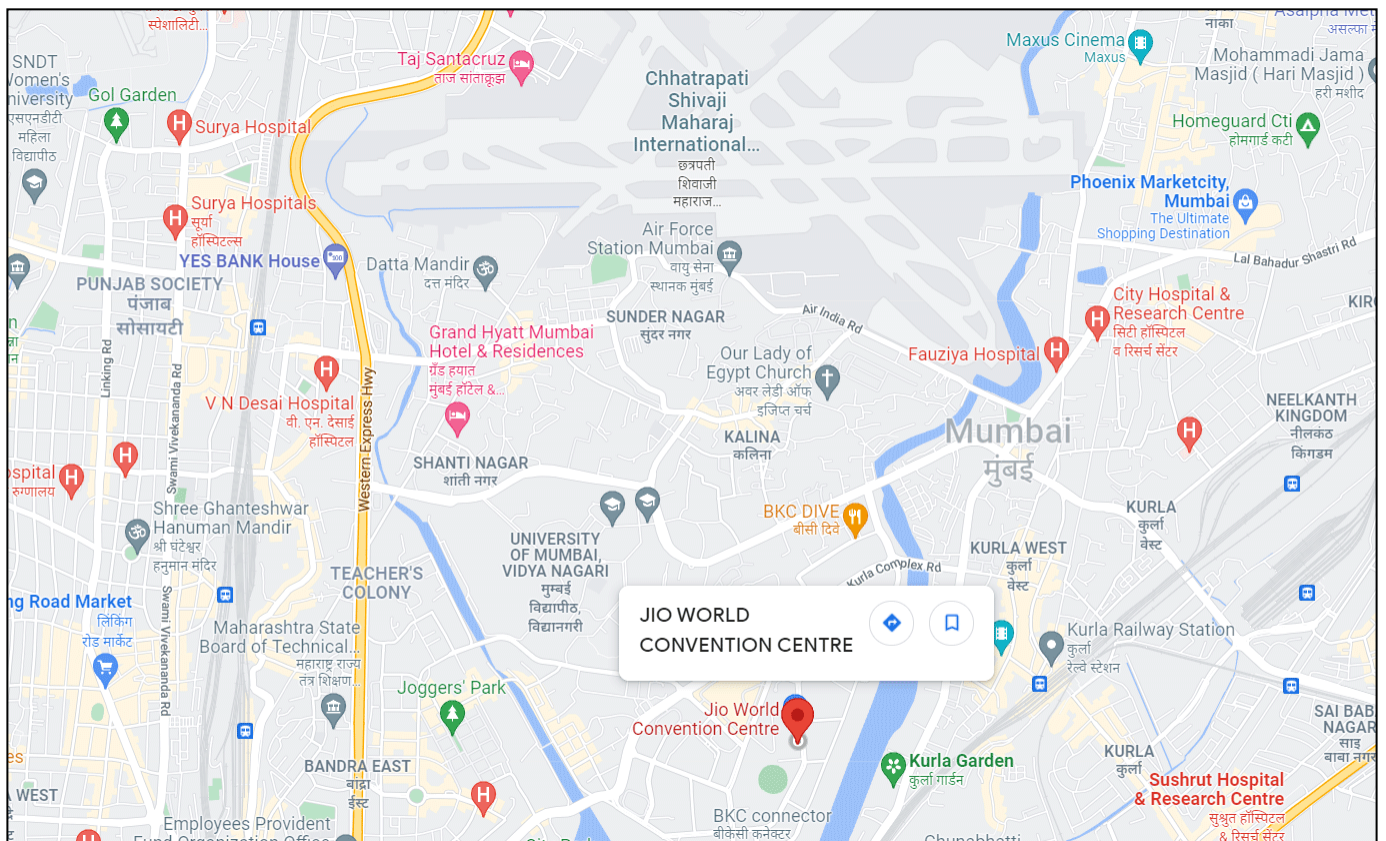 स्पेशालिटी...
SNDT
Women's
University
एसएनडीटी
महिला
विद्यापीठ
Gol Garden
Surya Hospital
Surya Hospitals
सूर्या
हॉस्पिटल्स
YES BANK House
PUNJAB SOCIETY
पंजाब
सोसायटी
Taj Santacruz
ताज सांताक्रूझ
Chhatrapati
Shivaji
Maharaj
International...
छत्रपती
शिवाजी
महाराज...
Maxus Cinema
Maxus
नाका
असल्फा
Mohammadi Jama
Masjid ( Hari Masjid )
हरी मशीद
Homeguard Cti
होमगार्ड कटी
Phoenix Marketcity,
Mumbai
The Ultimate
Shopping Destination
Lal Bahadur Shastri Rd
Air Force
Station Mumbai
वायु सेना
स्थानक मुंबई
Datta Mandir
दत्त मंदिर
SUNDER NAGAR
सुंदर नगर
Air India Rd
City Hospital &
Research Centre
सिटी हॉस्पिटल
व रिसर्च सेंटर
Grand Hyatt Mumbai
Hotel & Residences
ग्रँड हयात
मुंबई हॉटेल &...
Our Lady of
Egypt Church
अवर लेडी ऑफ
इजिप्त चर्च
Fauziya Hospital
Linking Rd
Swami Vivekananda Rd
Western Express Hwy
V N Desai Hospital
वी. एन. देसाई
हॉस्पिटल
NEELKANTH
KINGDOM
नीलकंठ
किंगडम
KALINA
कलिना
Mumbai
मुंबई
SHANTI NAGAR
शांती नगर
रुग्णालय
Shree Ghanteshwar
Hanuman Mandir
श्री घंटेश्वर
हनुमान मंदिर
BKC DIVE
बीसी दिवे
KURLA
कुर्ला
वेस्ट
UNIVERSITY
OF MUMBAI,
VIDYA NAGARI
मुम्बई
विद्यापीठ,
विद्यानगरी
KURLA WEST
कुर्ला
वेस्ट
Kurla Complex Rd
TEACHER'S
COLONY
ng Road Market
लिंकिंग
रोड मार्केट
Swami Vivekananda Rd
JIO WORLD
CONVENTION CENTRE
Maharashtra State
Board of Technical...
महाराष्ट्र राज्य
तंत्र शिक्षण...
Kurla Railway Station
कुर्ला
रेल्वे स्टेशन
Joggers' Park
Jio World
Convention Centre
SAI BAB
NAGAR
साइ
बाबा नगर
BANDRA EAST
बाद्रा
ईस्ट
Kurla Garden
कुर्ला गार्डन
KURLA
कुर्ला
Sushrut Hospital
& Research Centre
सुश्रुत हॉस्पिटल
& रिसर्च सेंटर
WEST
BKC connector
बीकेसी कनेक्टर
Employees Provident
Fund Organization Office
Chunabhatti